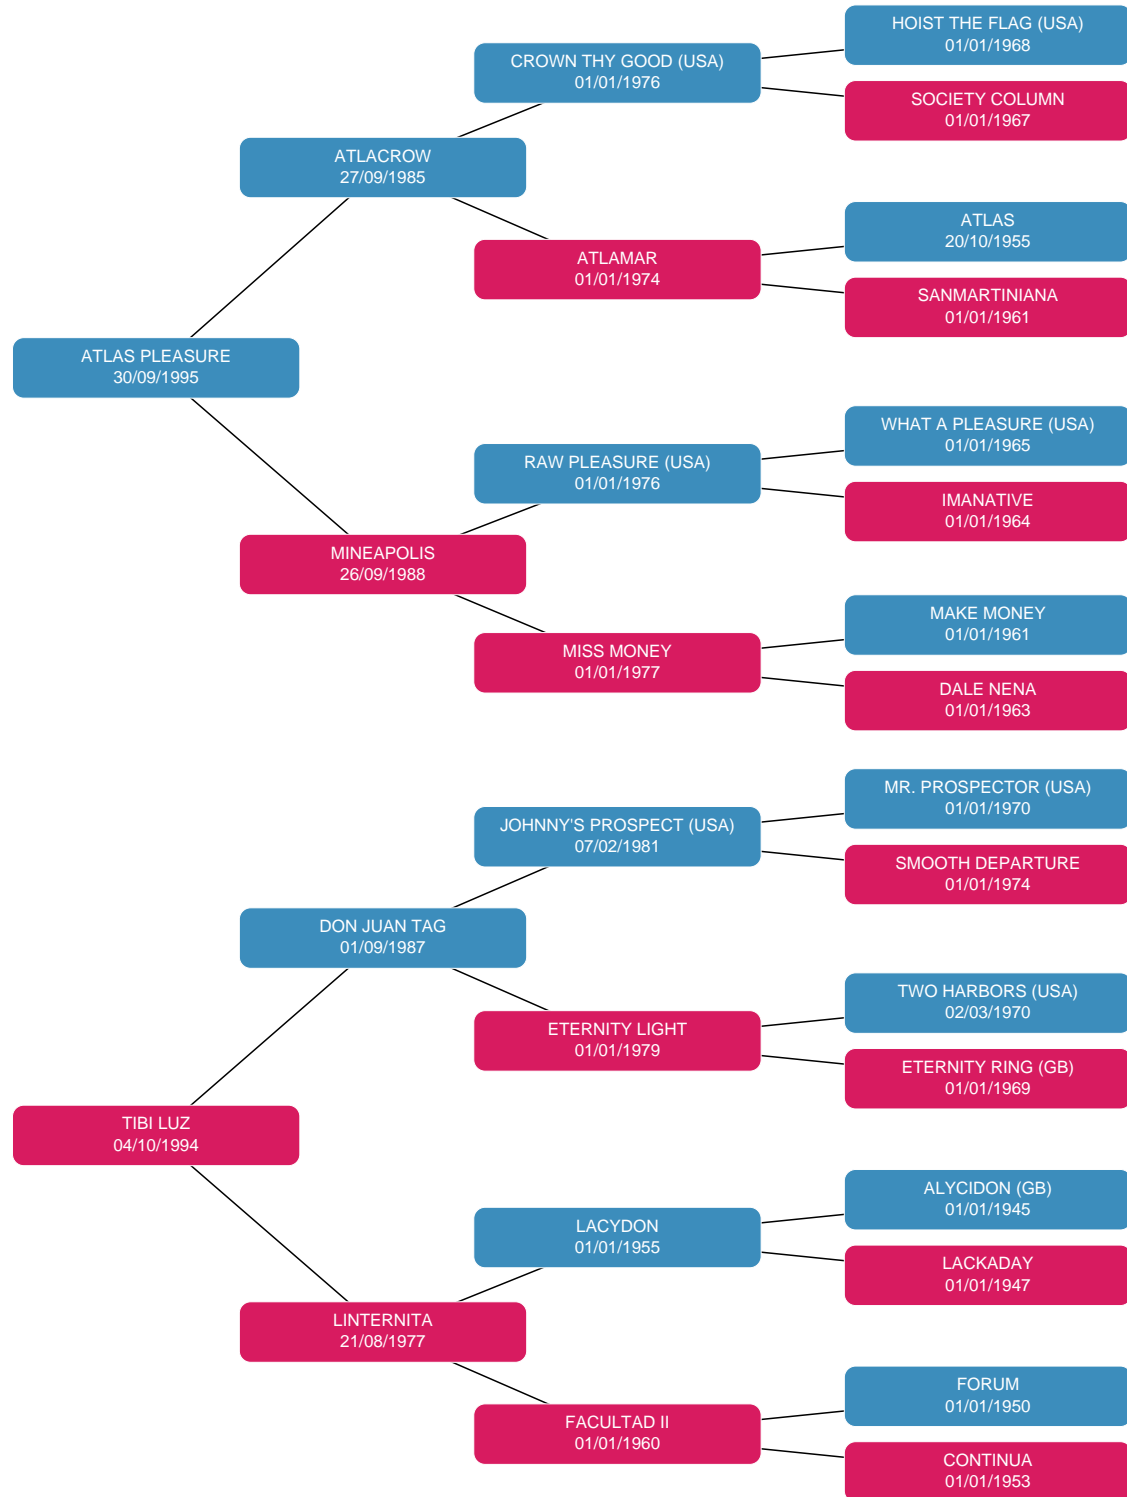 HOIST THE FLAG (USA)
01/01/1968
CROWN THY GOOD (USA)
01/01/1976
SOCIETY COLUMN
01/01/1967
ATLACROW
27/09/1985
ATLAS
20/10/1955
ATLAMAR
01/01/1974
SANMARTINIANA
01/01/1961
ATLAS PLEASURE
30/09/1995
WHAT A PLEASURE (USA)
01/01/1965
RAW PLEASURE (USA)
01/01/1976
IMANATIVE
01/01/1964
MINEAPOLIS
26/09/1988
MAKE MONEY
01/01/1961
MISS MONEY
01/01/1977
DALE NENA
01/01/1963
MR. PROSPECTOR (USA)
01/01/1970
JOHNNY'S PROSPECT (USA)
07/02/1981
SMOOTH DEPARTURE
01/01/1974
DON JUAN TAG
01/09/1987
TWO HARBORS (USA)
02/03/1970
ETERNITY LIGHT
01/01/1979
ETERNITY RING (GB)
01/01/1969
TIBI LUZ
04/10/1994
ALYCIDON (GB)
01/01/1945
LACYDON
01/01/1955
LACKADAY
01/01/1947
LINTERNITA
21/08/1977
FORUM
01/01/1950
FACULTAD II
01/01/1960
CONTINUA
01/01/1953